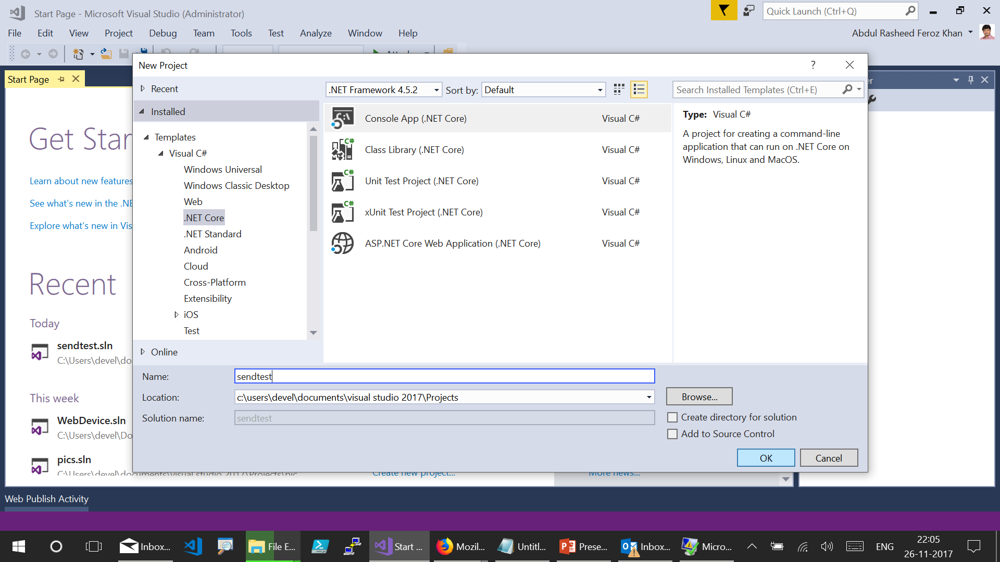 Start Page - Microsoft Visual Studio (Administrator)
Quick Launch (Ctrl+Q)
File Edit View Project Debug Team Tools Test Analyze Window Help
Abdul Rasheed Feroz Khan
New Project
?
Start Page
Recent
.NET Framework 4.5.2
Sort by: Default
Search Installed Templates (Ctrl+E)
Installed
Templates
Visual C#
Windows Universal
Windows Classic Desktop
Web
.NET Core
.NET Standard
Android
Cloud
Cross-Platform
Extensibility
iOS
Test
Online
Console App (.NET Core) Visual C#
Class Library (.NET Core) Visual C#
Unit Test Project (.NET Core) Visual C#
xUnit Test Project (.NET Core) Visual C#
ASP.NET Core Web Application (.NET Core) Visual C#
Type: Visual C#
A project for creating a command-line
application that can run on .NET Core on
Windows, Linux and MacOS.
Get Star
Learn about new features
See what's new in the .NE
Explore what's new in Vis
Recent
Today
sendtest.sln
C:\Users\devel\do
This week
WebDevice.sln
C:\Users\devel\Do
pics.sln
C:\Users\devel\documents\visual studio 2017\Projects\pic
Create new project...
More news...
Name: sendtest
Location: c:\users\devel\documents\visual studio 2017\Projects
Browse...
Solution name: sendtest
Create directory for solution
Add to Source Control
OK Cancel
Web Publish Activity
Inbox...
File E...
Start ...
Mozil...
Untitl...
Prese...
Inbox...
Micro...
ENG
22:05
26-11-2017